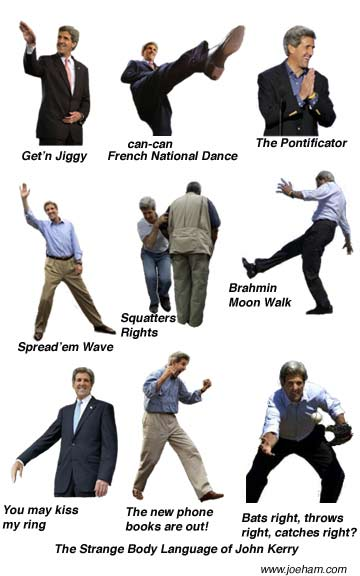 Get'n Jiggy
can-can
French National Dance
The Pontificator
Spread'em Wave
Squatters
Rights
Brahmin
Moon Walk
You may kiss
my ring
The new phone
books are out!
Bats right, throws
right, catches right?
The Strange Body Language of John Kerry
www.joeham.com